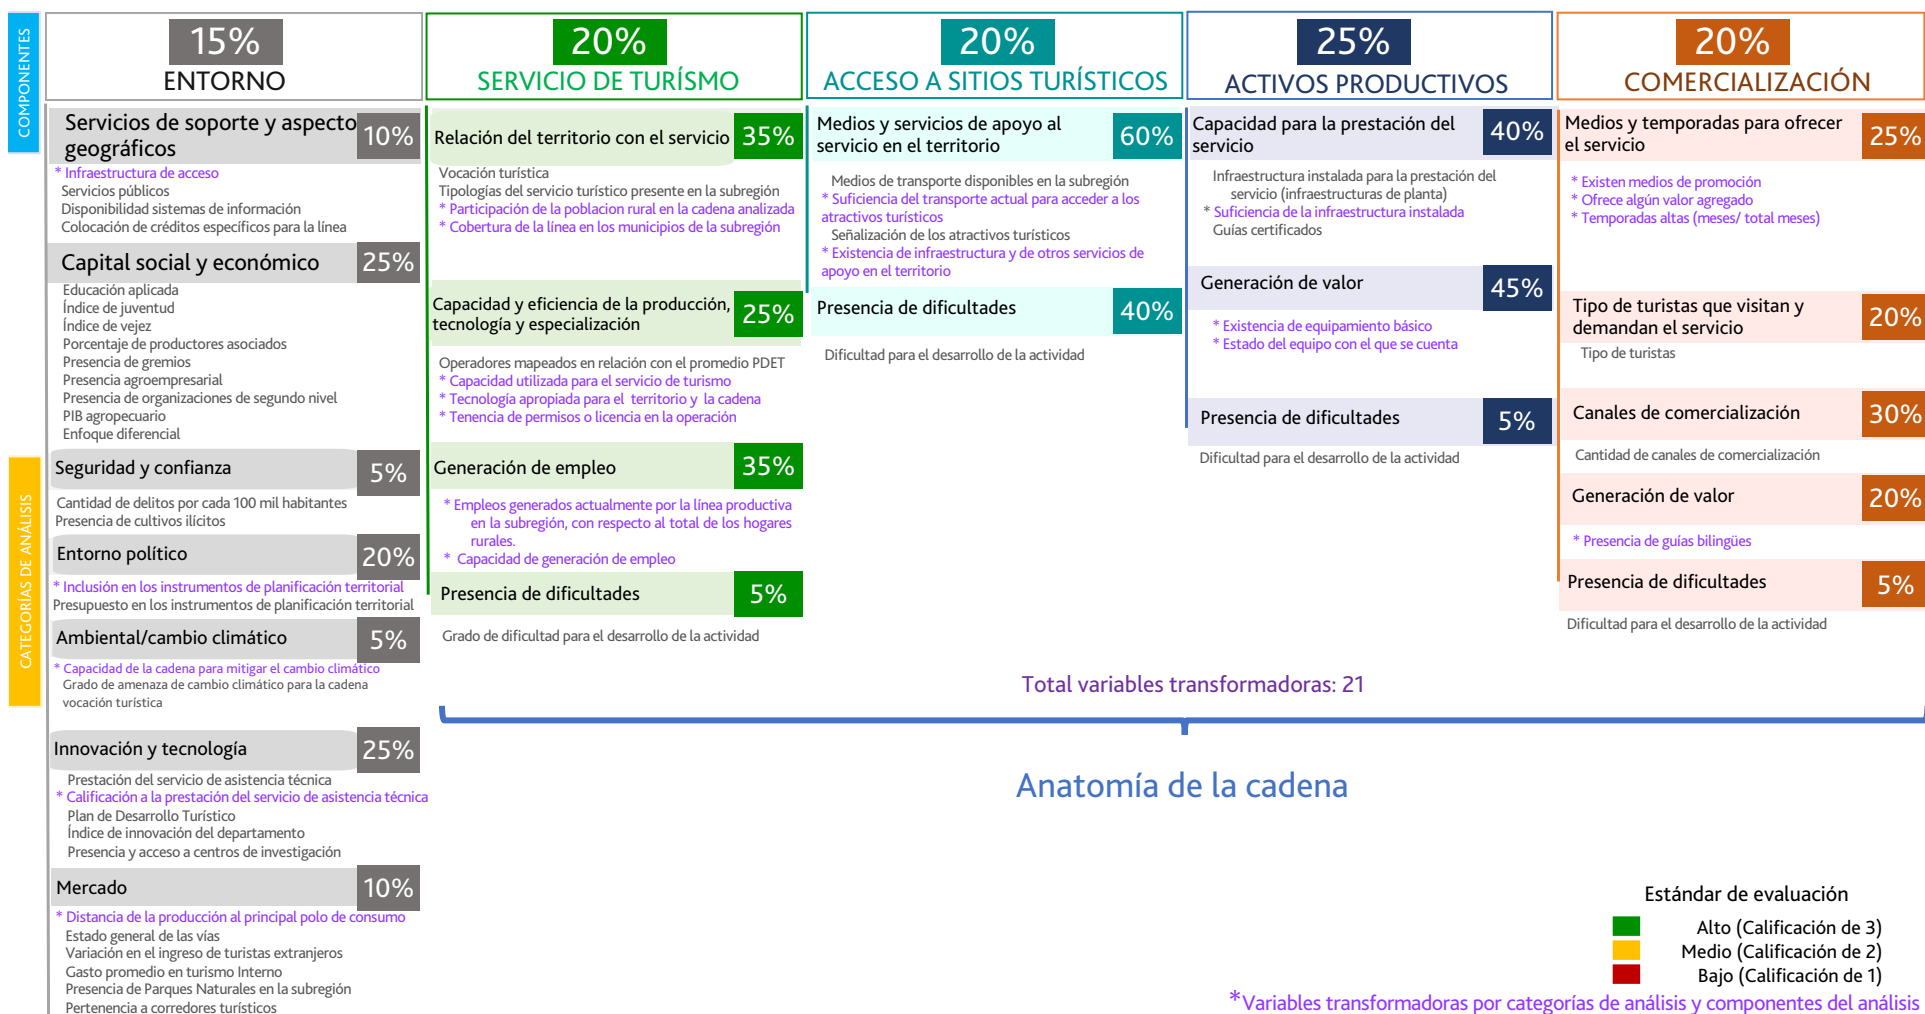 COMPONENTES
CATEGORÍAS DE ANÁLISIS
15%
ENTORNO
Servicios de soporte y aspecto
geográficos
10%
* Infraestructura de acceso
Servicios públicos
Disponibilidad sistemas de información
Colocación de créditos específicos para la línea
Capital social y económico
25%
Educación aplicada
Índice de juventud
Índice de vejez
Porcentaje de productores asociados
Presencia de gremios
Presencia agroempresarial
Presencia de organizaciones de segundo nivel
PIB agropecuario
Enfoque diferencial
Seguridad y confianza
5%
Cantidad de delitos por cada 100 mil habitantes
Presencia de cultivos ilícitos
Entorno político
20%
* Inclusión en los instrumentos de planificación territorial
Presupuesto en los instrumentos de planificación territorial
Ambiental/cambio climático
5%
* Capacidad de la cadena para mitigar el cambio climático
Grado de amenaza de cambio climático para la cadena
vocación turística
Innovación y tecnología
25%
Prestación del servicio de asistencia técnica
* Calificación a la prestación del servicio de asistencia técnica
Plan de Desarrollo Turístico
Índice de innovación del departamento
Presencia y acceso a centros de investigación
Mercado
10%
* Distancia de la producción al principal polo de consumo
Estado general de las vías
Variación en el ingreso de turistas extranjeros
Gasto promedio en turismo Interno
Presencia de Parques Naturales en la subregión
Pertenencia a corredores turísticos
20%
SERVICIO DE TURÍSMO
Relación del territorio con el servicio
35%
Vocación turística
Tipologías del servicio turístico presente en la subregión
* Participación de la poblacion rural en la cadena analizada
* Cobertura de la línea en los municipios de la subregión
Capacidad y eficiencia de la producción,
tecnología y especialización
25%
Operadores mapeados en relación con el promedio PDET
* Capacidad utilizada para el servicio de turismo
* Tecnología apropiada para el territorio y la cadena
* Tenencia de permisos o licencia en la operación
Generación de empleo
35%
* Empleos generados actualmente por la línea productiva
en la subregión, con respecto al total de los hogares
rurales.
* Capacidad de generación de empleo
Presencia de dificultades
5%
Grado de dificultad para el desarrollo de la actividad
20%
ACCESO A SITIOS TURÍSTICOS
Medios y servicios de apoyo al
servicio en el territorio
60%
Medios de transporte disponibles en la subregión
* Suficiencia del transporte actual para acceder a los
atractivos turísticos
Señalización de los atractivos turísticos
* Existencia de infraestructura y de otros servicios de
apoyo en el territorio
Presencia de dificultades
40%
Dificultad para el desarrollo de la actividad
25%
ACTIVOS PRODUCTIVOS
Capacidad para la prestación del
servicio
40%
Infraestructura instalada para la prestación del
servicio (infraestructuras de planta)
* Suficiencia de la infraestructura instalada
Guías certificados
Generación de valor
45%
* Existencia de equipamiento básico
* Estado del equipo con el que se cuenta
Presencia de dificultades
5%
Dificultad para el desarrollo de la actividad
20%
COMERCIALIZACIÓN
Medios y temporadas para ofrecer
el servicio
25%
* Existen medios de promoción
* Ofrece algún valor agregado
* Temporadas altas (meses/ total meses)
Tipo de turistas que visitan y
demandan el servicio
20%
Tipo de turistas
Canales de comercialización
30%
Cantidad de canales de comercialización
Generación de valor
20%
* Presencia de guías bilingües
Presencia de dificultades
5%
Dificultad para el desarrollo de la actividad
Total variables transformadoras: 21
Anatomía de la cadena
Estándar de evaluación
Alto (Calificación de 3)
Medio (Calificación de 2)
Bajo (Calificación de 1)
*Variables transformadoras por categorías de análisis y componentes del análisis